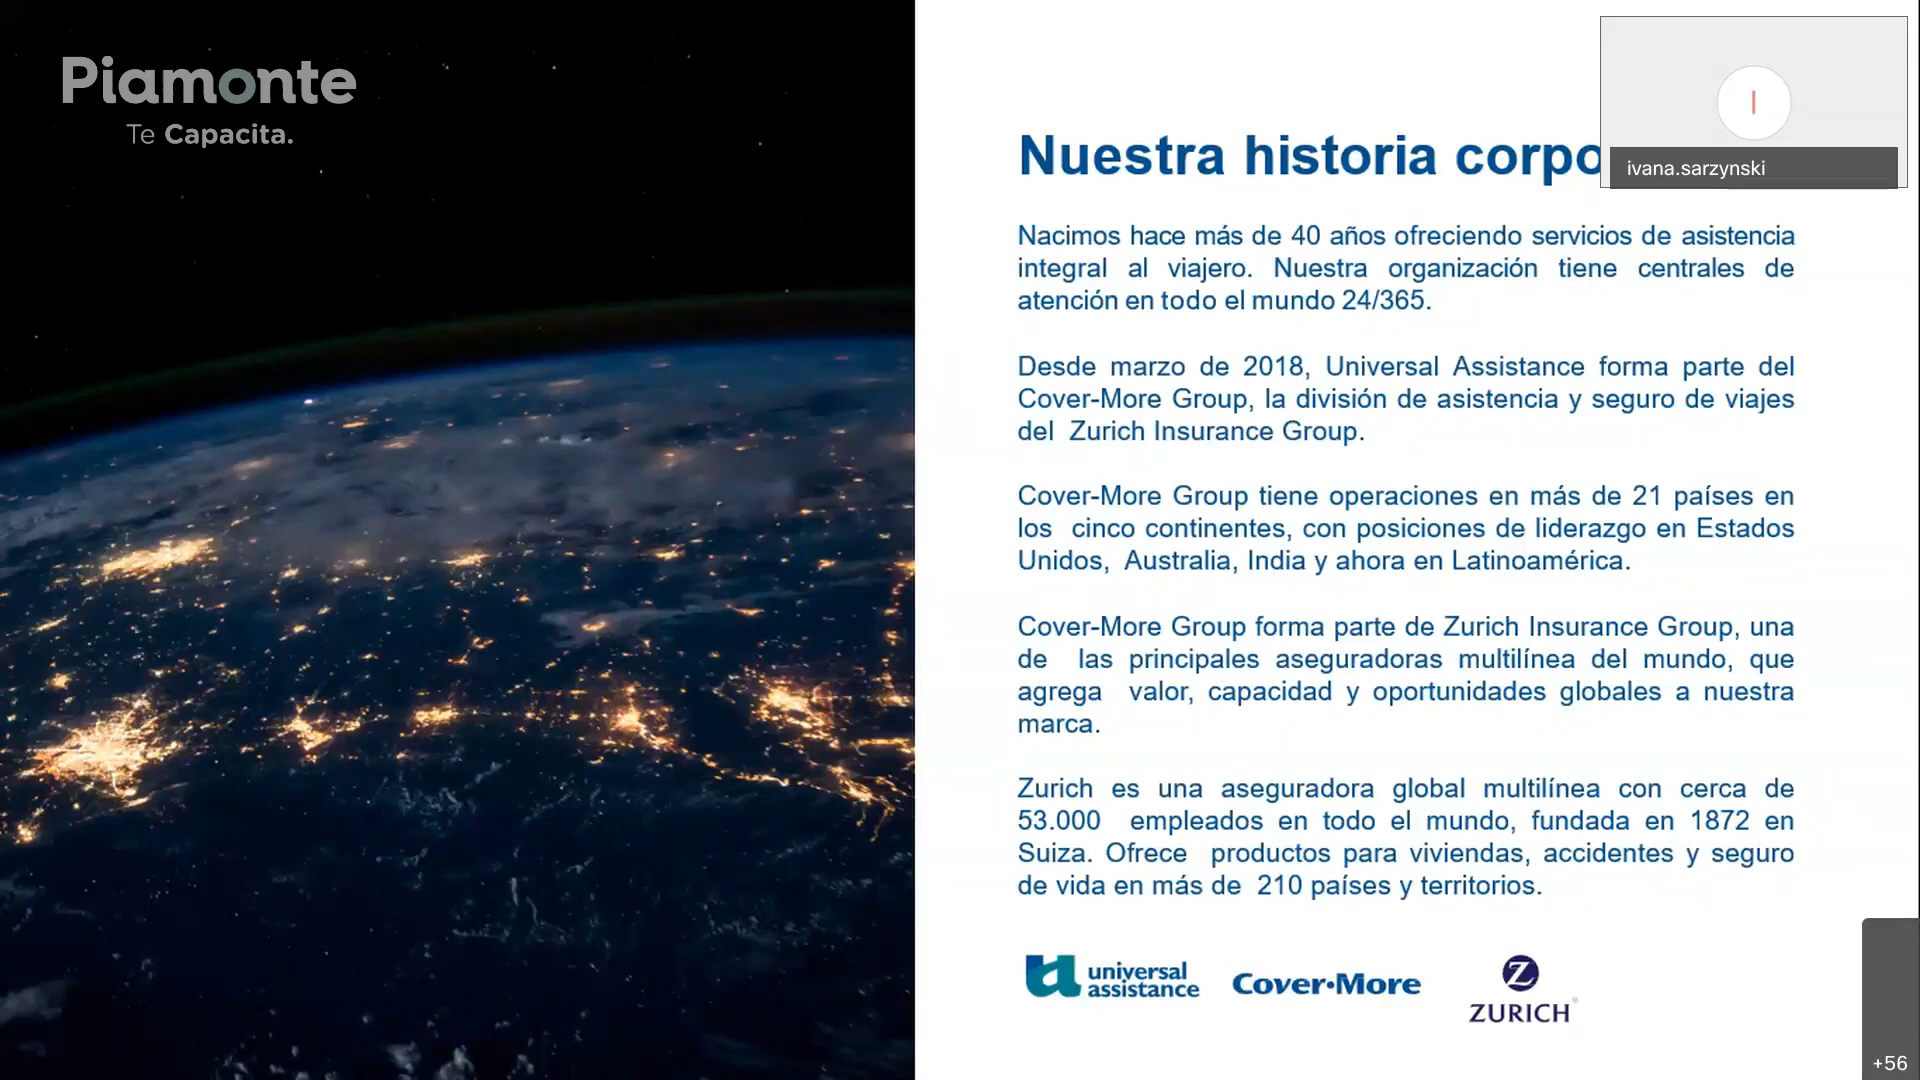 Piamonte
Te Capacita.
Nuestra historia corpo
I
ivana.sarzynski
Nacimos hace más de 40 años ofreciendo servicios de asistencia
integral al viajero. Nuestra organización tiene centrales de
atención en todo el mundo 24/365.
Desde marzo de 2018, Universal Assistance forma parte del
Cover-More Group, la división de asistencia y seguro de viajes
del Zurich Insurance Group.
Cover-More Group tiene operaciones en más de 21 países en
los cinco continentes, con posiciones de liderazgo en Estados
Unidos, Australia, India y ahora en Latinoamérica.
Cover-More Group forma parte de Zurich Insurance Group, una
de las principales aseguradoras multilínea del mundo, que
agrega valor, capacidad y oportunidades globales a nuestra
marca.
Zurich es una aseguradora global multilínea con cerca de
53.000 empleados en todo el mundo, fundada en 1872 en
Suiza. Ofrece productos para viviendas, accidentes y seguro
de vida en más de 210 países y territorios.
universal
assistance
Cover·More
Z
ZURICH
+56